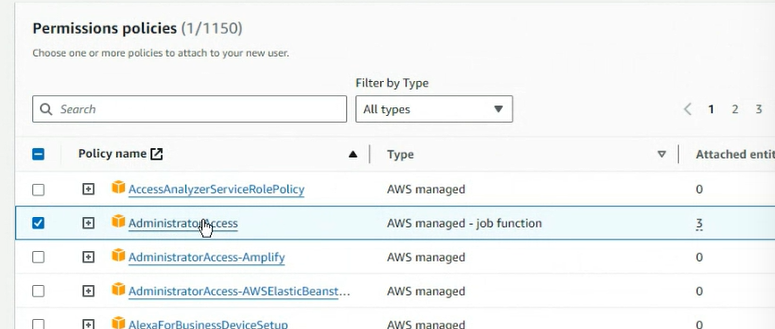 Permissions policies (1/1150)
Choose one or more policies to attach to your new user.
Filter by Type
Search
All types
1 2 3
Policy name Type Attached entit
AccessAnalyzerServiceRolePolicy AWS managed 0
AdministratorAccess AWS managed - job function 3
AdministratorAccess-Amplify AWS managed 0
AdministratorAccess-AWSElasticBeanst... AWS managed 0
AlexaForBusinessDeviceSetup AWS managed 0